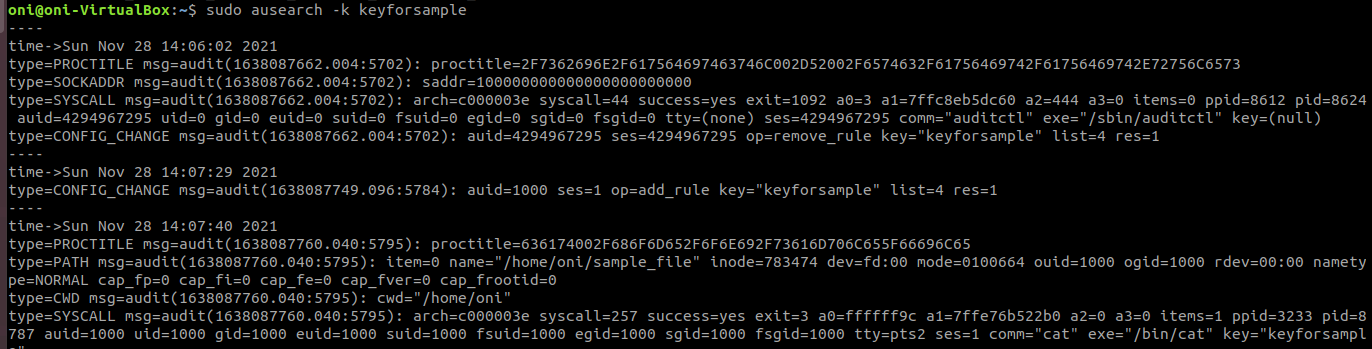 oni@oni-VirtualBox:~$ sudo ausearch -k keyforsample
----
time->Sun Nov 28 14:06:02 2021
type=PROCTITLE msg=audit(1638087662.004:5702): proctitle=2F7362696E2F617564697463746C002D52002F6574632F61756469742F61756469742E72756C6573
type=SOCKADDR msg=audit(1638087662.004:5702): saddr=100000000000000000000000
type=SYSCALL msg=audit(1638087662.004:5702): arch=c000003e syscall=44 success=yes exit=1092 a0=3 a1=7ffc8eb5dc60 a2=444 a3=0 items=0 ppid=8612 pid=8624
auid=4294967295 uid=0 gid=0 euid=0 suid=0 fsuid=0 egid=0 sgid=0 fsgid=0 tty=(none) ses=4294967295 comm="auditctl" exe="/sbin/auditctl" key=(null)
type=CONFIG_CHANGE msg=audit(1638087662.004:5702): auid=4294967295 ses=4294967295 op=remove_rule key="keyforsample" list=4 res=1
----
time->Sun Nov 28 14:07:29 2021
type=CONFIG_CHANGE msg=audit(1638087749.096:5784): auid=1000 ses=1 op=add_rule key="keyforsample" list=4 res=1
----
time->Sun Nov 28 14:07:40 2021
type=PROCTITLE msg=audit(1638087760.040:5795): proctitle=636174002F686F6D652F6F6E692F73616D706C655F66696C65
type=PATH msg=audit(1638087760.040:5795): item=0 name="/home/oni/sample_file" inode=783474 dev=fd:00 mode=0100664 ouid=1000 ogid=1000 rdev=00:00 namety
pe=NORMAL cap_fp=0 cap_fi=0 cap_fe=0 cap_fver=0 cap_frootid=0
type=CWD msg=audit(1638087760.040:5795): cwd="/home/oni"
type=SYSCALL msg=audit(1638087760.040:5795): arch=c000003e syscall=257 success=yes exit=3 a0=ffffff9c a1=7ffe76b522b0 a2=0 a3=0 items=1 ppid=3233 pid=8
787 auid=1000 uid=1000 gid=1000 euid=1000 suid=1000 fsuid=1000 egid=1000 sgid=1000 fsgid=1000 tty=pts2 ses=1 comm="cat" exe="/bin/cat" key="keyforsampl
e"